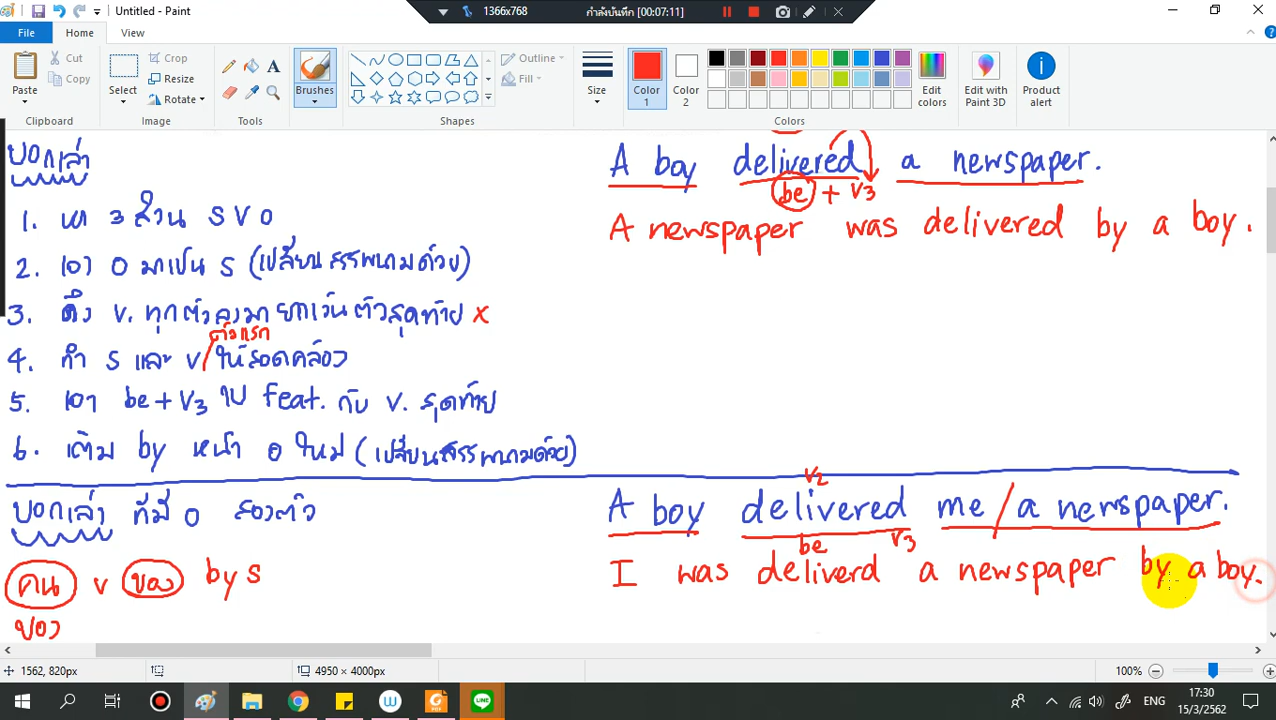 Untitled - Paint
1366x768
กำลังบันทึก [00:07:11]
File Home View
Cut
Copy
Paste
Clipboard
Crop
Resize
Rotate
Select
Image
Tools
Brushes
Outline
Fill
Shapes
Size
Color 1
Color 2
Edit colors
Colors
Edit with Paint 3D
Product alert
บอกเล่า
A boy delivered a newspaper.
be + v3
1. หา 3 ส่วน S V O
A newspaper was delivered by a boy.
2. เอา O มาเป็น S (เปลี่ยนสรรพนามด้วย)
3. ดึง v. ทุกตัวลงมา ยกเว้นตัวสุดท้าย x
ตัวแรก
4. ทำ S และ v/ให้สอดคล้อง
5. เอา be + v3 ไป feat. กับ v. สุดท้าย
6. เติม by หน้า O ใหม่ (เปลี่ยนสรรพนามด้วย)
v2
บอกเล่า ที่มี O สองตัว
A boy delivered me / a newspaper.
be v3
คน v ของ by S
I was deliverd a newspaper by a boy.
ของ
1562, 820px
4950 × 4000px
100%
ENG
17:30
15/3/2562